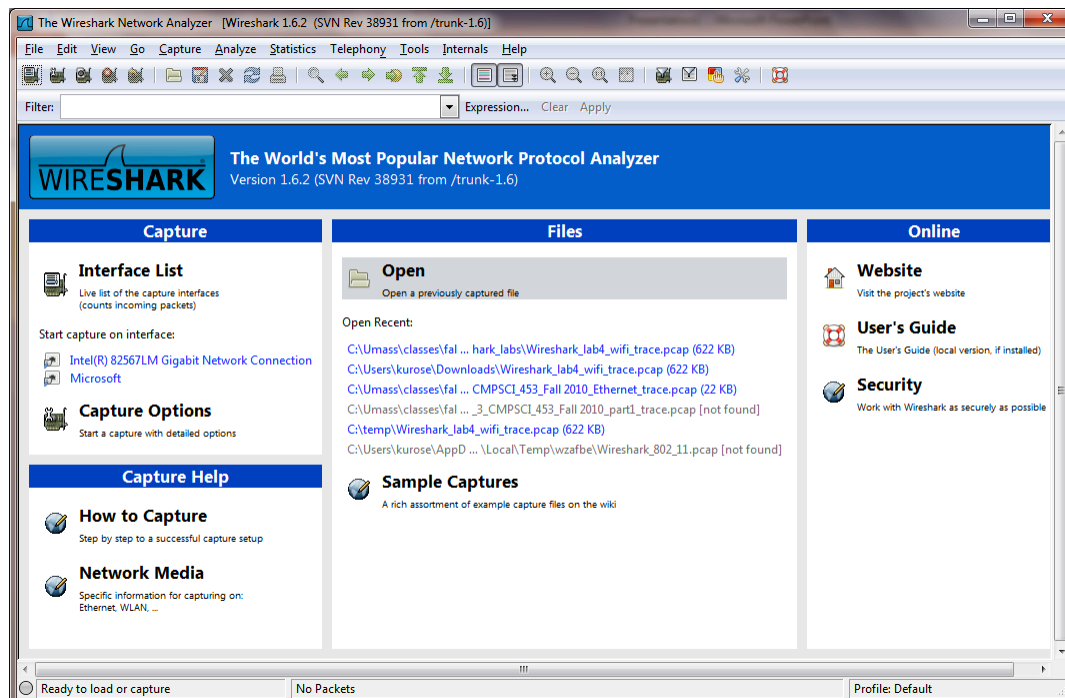 The Wireshark Network Analyzer [Wireshark 1.6.2 (SVN Rev 38931 from /trunk-1.6)]
File Edit View Go Capture Analyze Statistics Telephony Tools Internals Help
Filter: Expression... Clear Apply
WIRESHARK
The World's Most Popular Network Protocol Analyzer
Version 1.6.2 (SVN Rev 38931 from /trunk-1.6)
Capture
Interface List
Live list of the capture interfaces
(counts incoming packets)
Start capture on interface:
Intel(R) 82567LM Gigabit Network Connection
Microsoft
Capture Options
Start a capture with detailed options
Capture Help
How to Capture
Step by step to a successful capture setup
Network Media
Specific information for capturing on:
Ethernet, WLAN, ...
Files
Open
Open a previously captured file
Open Recent:
C:\Umass\classes\fal ... hark_labs\Wireshark_lab4_wifi_trace.pcap (622 KB)
C:\Users\kurose\Downloads\Wireshark_lab4_wifi_trace.pcap (622 KB)
C:\Umass\classes\fal ... CMPSCI_453_Fall 2010_Ethernet_trace.pcap (22 KB)
C:\Umass\classes\fal ... _3_CMPSCI_453_Fall 2010_part1_trace.pcap [not found]
C:\temp\Wireshark_lab4_wifi_trace.pcap (622 KB)
C:\Users\kurose\AppD ... \Local\Temp\wzafbe\Wireshark_802_11.pcap [not found]
Sample Captures
A rich assortment of example capture files on the wiki
Online
Website
Visit the project's website
User's Guide
The User's Guide (local version, if installed)
Security
Work with Wireshark as securely as possible
Ready to load or capture
No Packets
Profile: Default